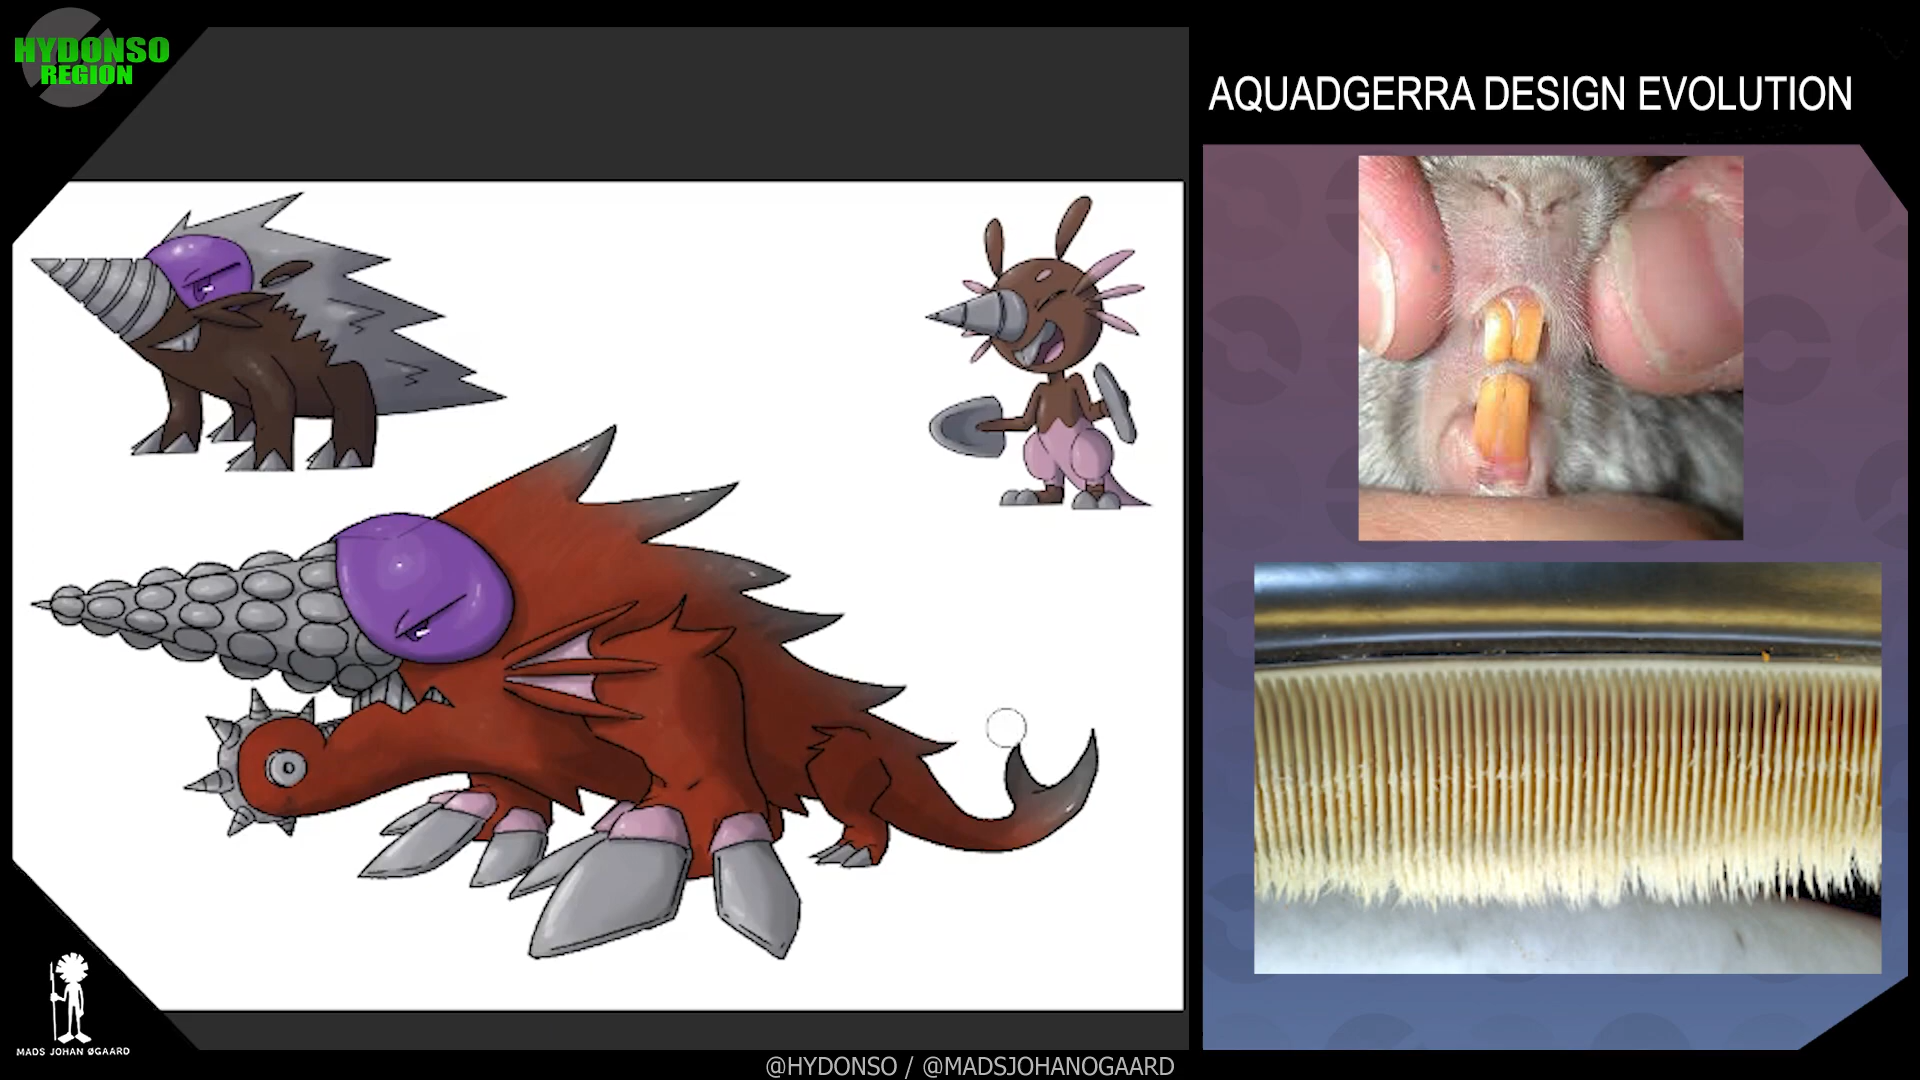 HYDONSO
REGION
AQUADGERRA DESIGN EVOLUTION
MADS JOHAN ØGAARD
@HYDONSO / @MADSJOHANOGAARD